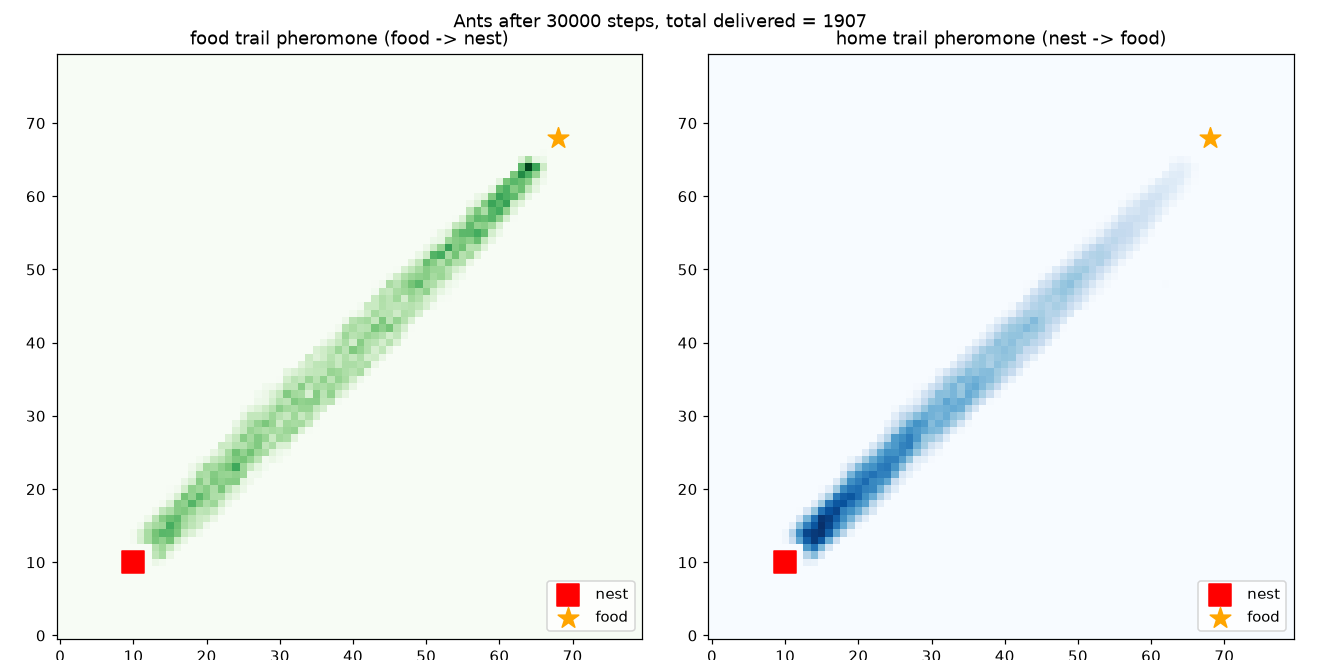 Ants after 30000 steps, total delivered = 1907
food trail pheromone (food -> nest)
home trail pheromone (nest -> food)
70
60
50
40
30
20
10
0
0 10 20 30 40 50 60 70
nest
food
70
60
50
40
30
20
10
0
0 10 20 30 40 50 60 70
nest
food